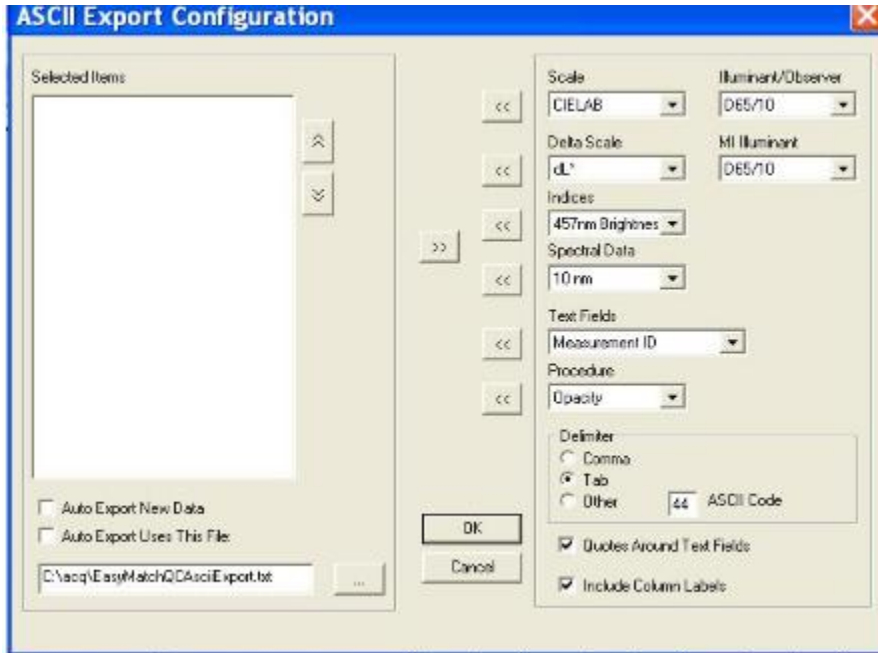 ASCII Export Configuration
Selected Items
Auto Export New Data
Auto Export Uses This File:
C:\acq\EasyMatchQCAsciiExport.txt
...
>>
OK
Cancel
<<
<<
<<
<<
<<
<<
Scale
Illuminant/Observer
CIELAB
D65/10
Delta Scale
MI Illuminant
dL*
D65/10
Indices
457nm Brightnes
Spectral Data
10 nm
Text Fields
Measurement ID
Procedure
Opacity
Delimiter
Comma
Tab
Other
44
ASCII Code
Quotes Around Text Fields
Include Column Labels